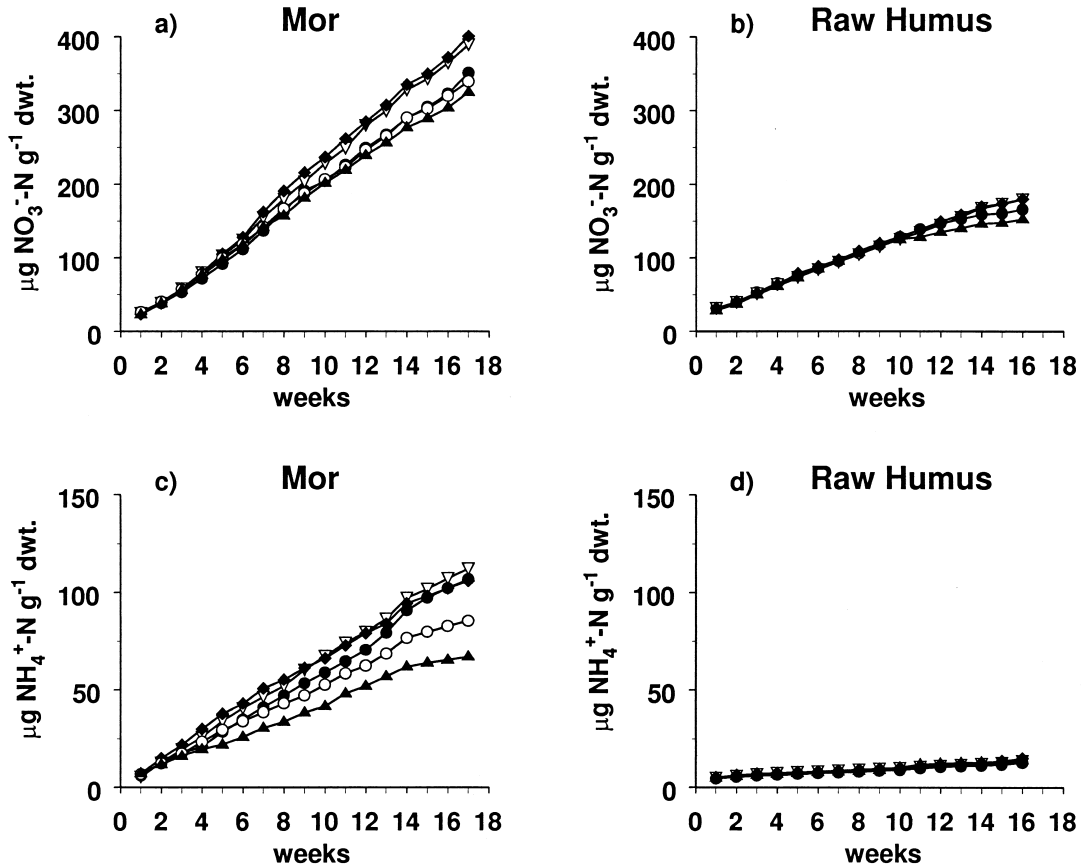 a) Mor
400
300
200
100
0
μg NO₃⁻-N g⁻¹ dwt.
0 2 4 6 8 10 12 14 16 18
weeks
b) Raw Humus
400
300
200
100
0
μg NO₃⁻-N g⁻¹ dwt.
0 2 4 6 8 10 12 14 16 18
weeks
c) Mor
150
100
50
0
μg NH₄⁺-N g⁻¹ dwt.
0 2 4 6 8 10 12 14 16 18
weeks
d) Raw Humus
150
100
50
0
μg NH₄⁺-N g⁻¹ dwt.
0 2 4 6 8 10 12 14 16 18
weeks